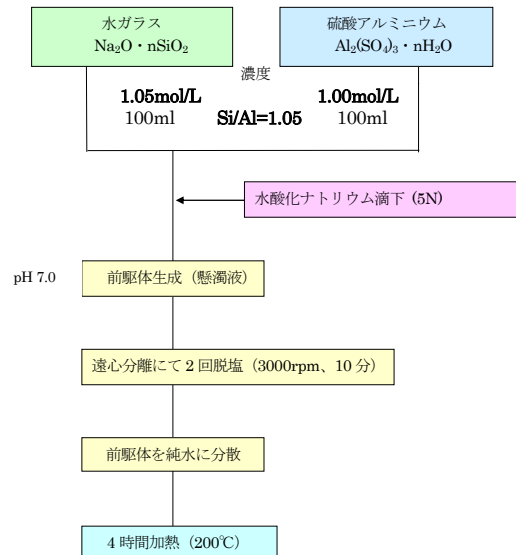 水ガラス
Na₂O・nSiO₂
硫酸アルミニウム
Al₂(SO₄)₃・nH₂O
濃度
1.05mol/L
1.00mol/L
100ml
Si/Al=1.05
100ml
水酸化ナトリウム滴下 (5N)
pH 7.0
前駆体生成（懸濁液）
遠心分離にて 2 回脱塩（3000rpm、10 分）
前駆体を純水に分散
4 時間加熱（200℃）